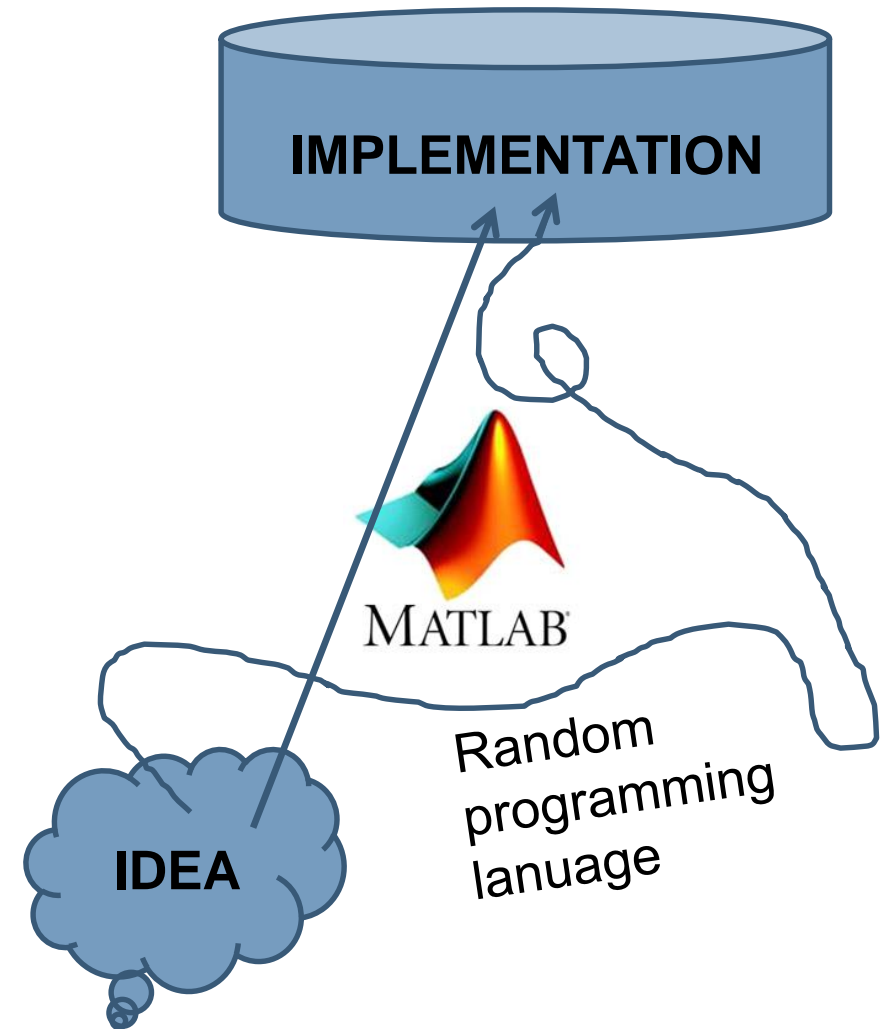 IMPLEMENTATION
MATLAB®
Random
programming
lanuage
IDEA